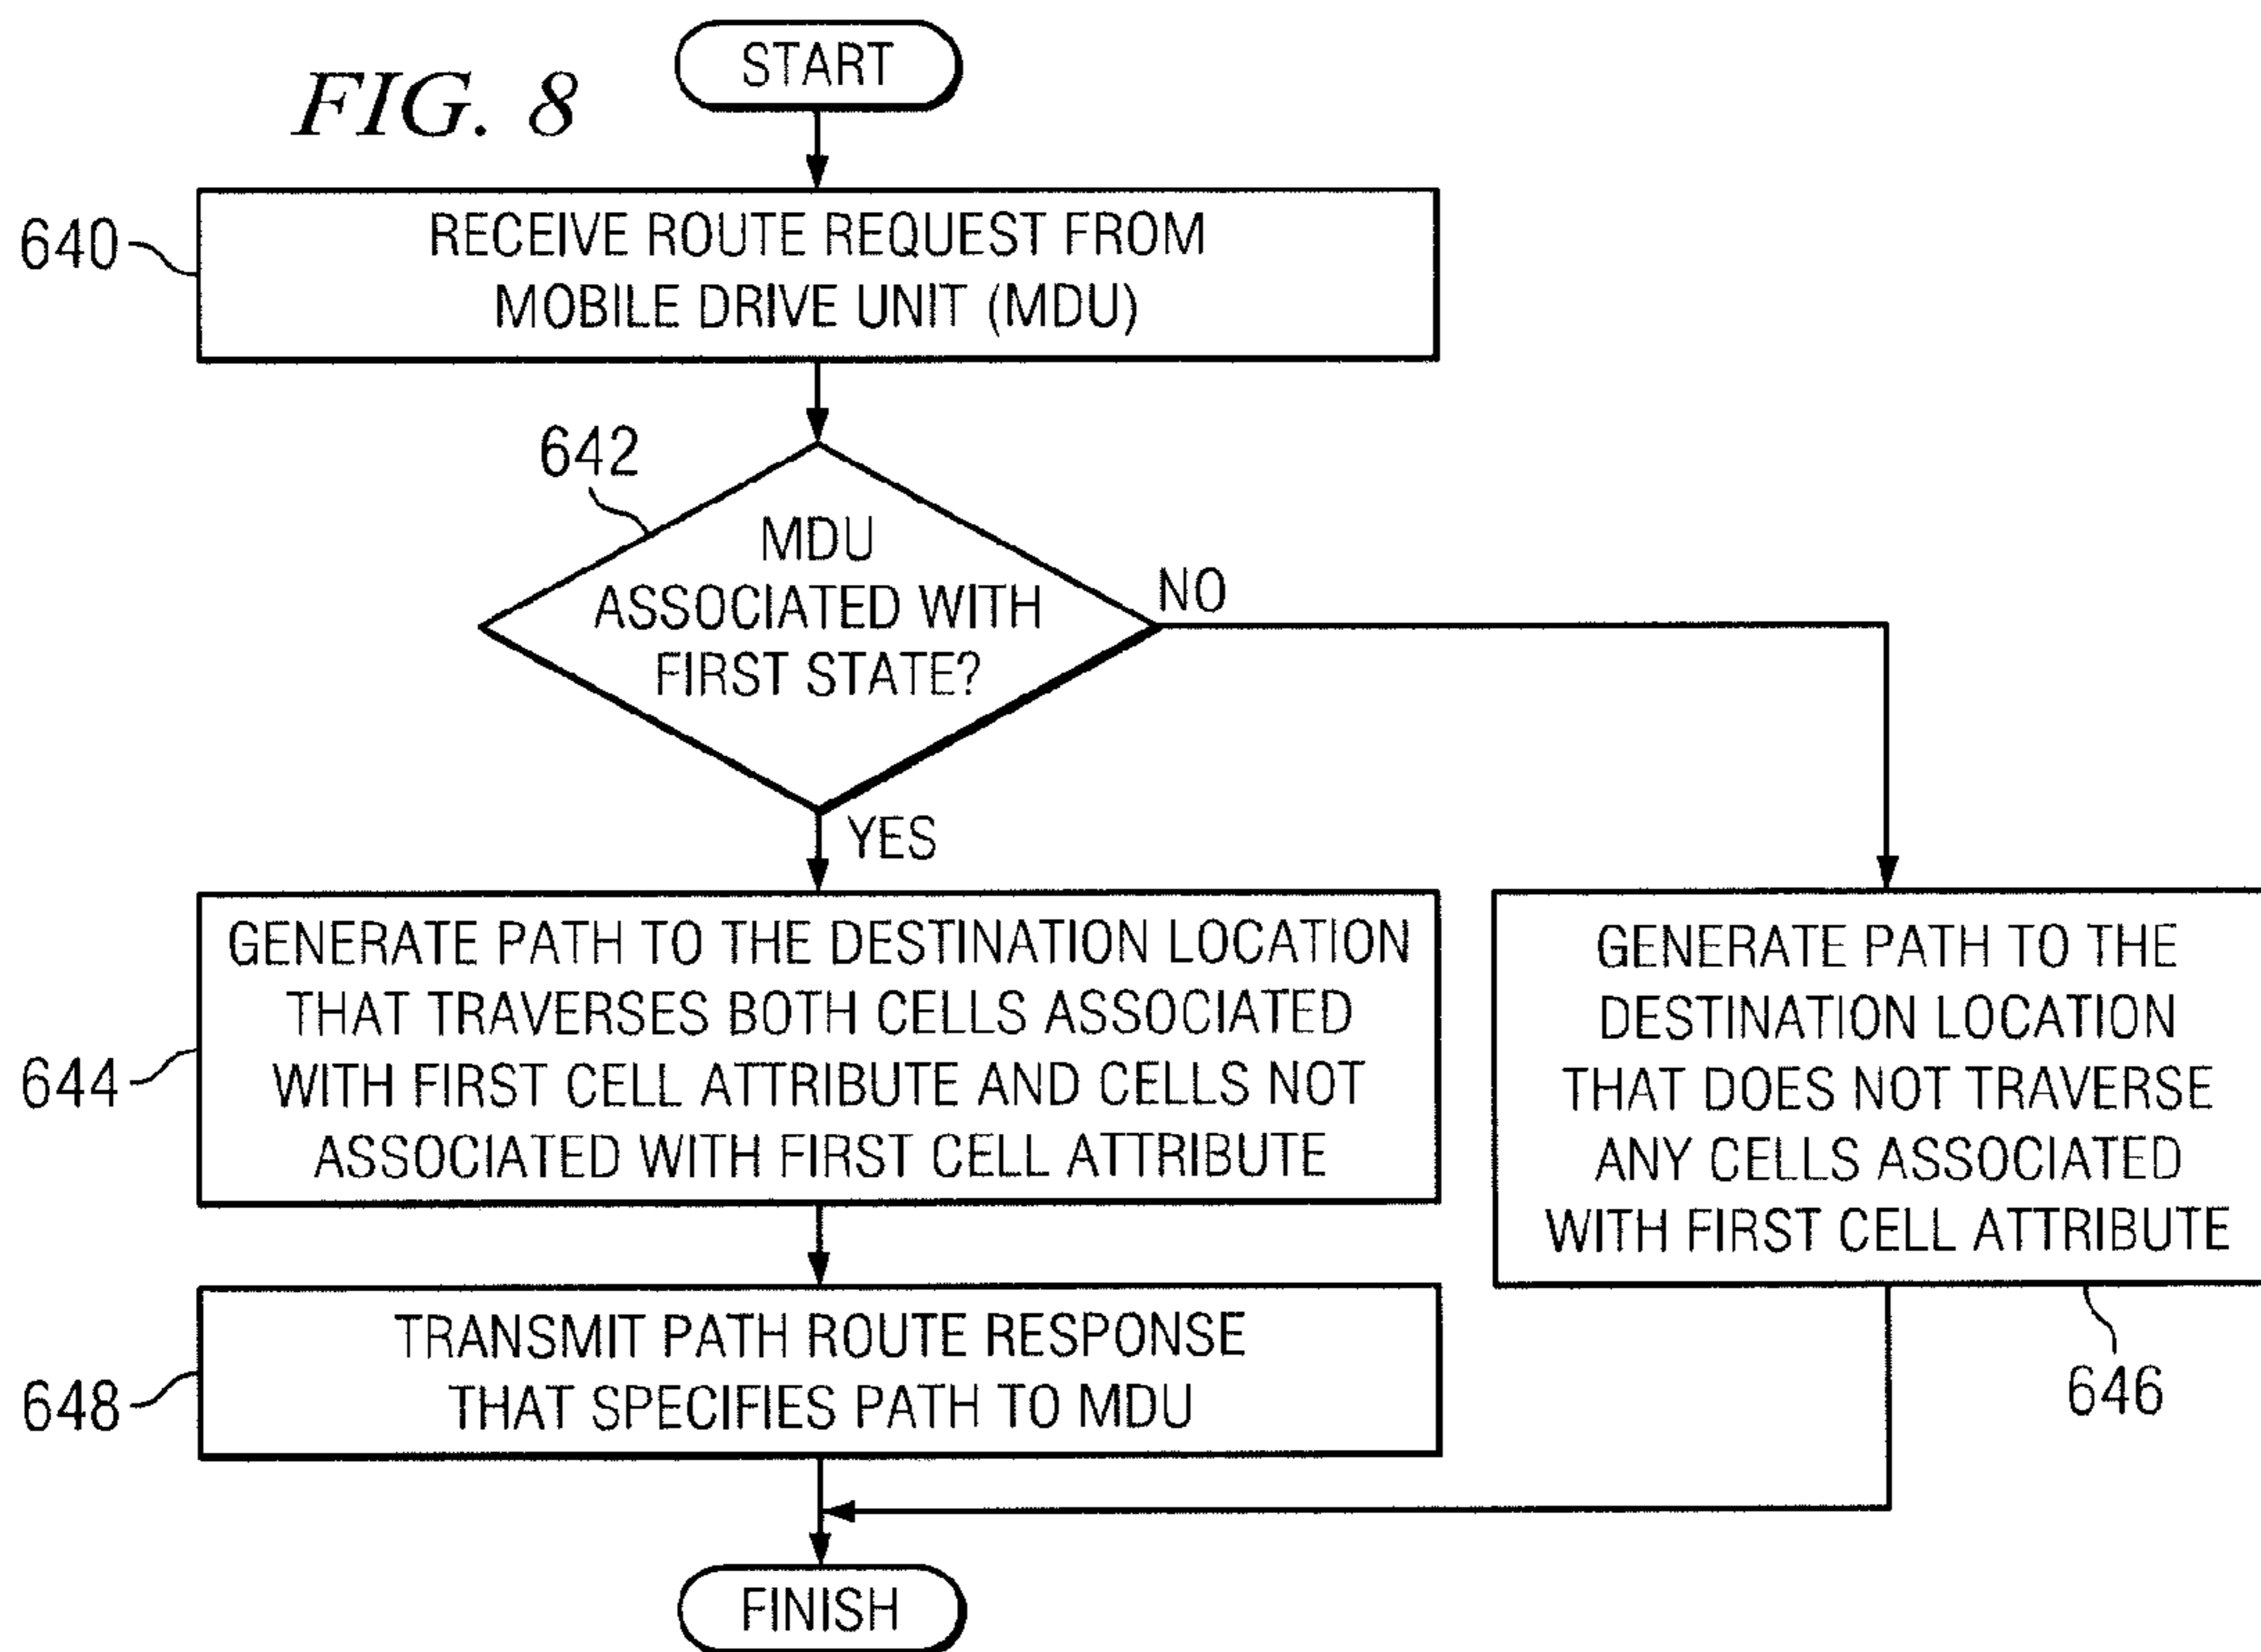 FIG. 8
START
640
RECEIVE ROUTE REQUEST FROM
MOBILE DRIVE UNIT (MDU)
642
MDU
ASSOCIATED WITH
FIRST STATE?
NO
YES
644
GENERATE PATH TO THE DESTINATION LOCATION
THAT TRAVERSES BOTH CELLS ASSOCIATED
WITH FIRST CELL ATTRIBUTE AND CELLS NOT
ASSOCIATED WITH FIRST CELL ATTRIBUTE
GENERATE PATH TO THE
DESTINATION LOCATION
THAT DOES NOT TRAVERSE
ANY CELLS ASSOCIATED
WITH FIRST CELL ATTRIBUTE
646
648
TRANSMIT PATH ROUTE RESPONSE
THAT SPECIFIES PATH TO MDU
FINISH